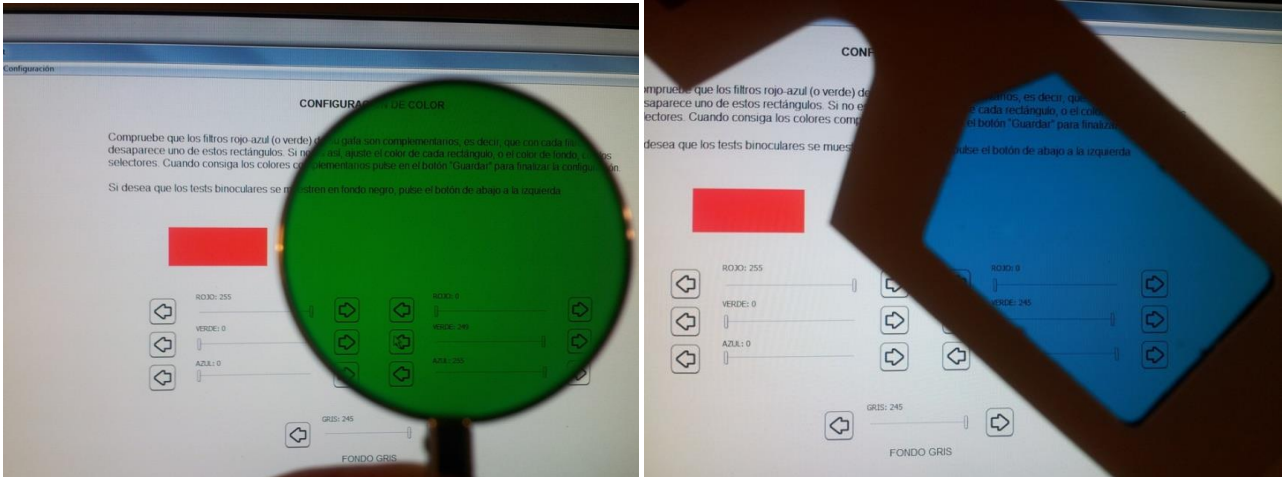 Configuración
CONFIGURACIÓN DE COLOR
Compruebe que los filtros rojo-azul (o verde) de su gafa son complementarios, es decir, que con cada
desaparece uno de estos rectángulos. Si no es así, ajuste el color de cada rectángulo, o el color de fondo, con los
selectores. Cuando consiga los colores complementarios pulse en el botón "Guardar" para finalizar la configuración.
Si desea que los tests binoculares se muestren en fondo negro, pulse el botón de abajo a la izquierda
ROJO: 255
ROJO: 0
VERDE: 0
VERDE: 245
AZUL: 0
AZUL: 255
GRIS: 245
FONDO GRIS
CONF
ompruebe que los filtros rojo-azul (o verde) de
es decir, que
saparece uno de estos rectángulos. Si no es
cada rectángulo, o el
lectores. Cuando consiga los colores comp
el botón "Guardar" para finalizar
desea que los tests binoculares se mues
pulse el botón de abajo a la izquierda
ROJO: 255
ROJO: 0
VERDE: 0
VERDE: 245
AZUL: 0
GRIS: 245
FONDO GRIS